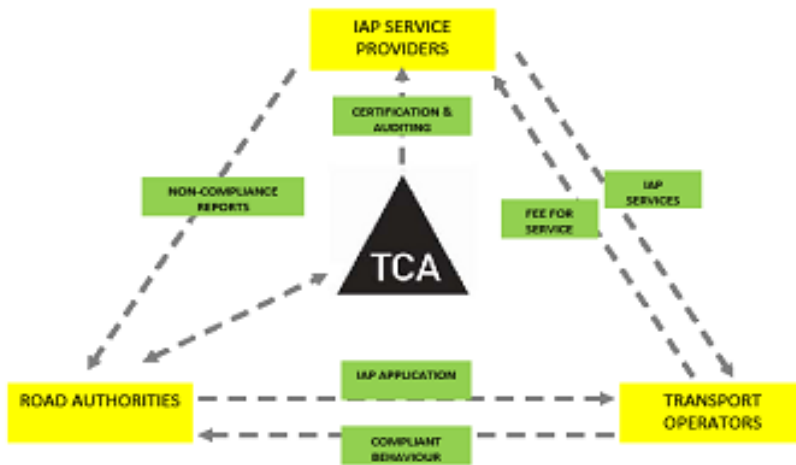 IAP SERVICE
PROVIDERS
CERTIFICATION &
AUDITING
NON-COMPLIANCE
REPORTS
IAP
SERVICES
FEE FOR
SERVICE
TCA
IAP APPLICATION
ROAD AUTHORITIES
TRANSPORT
OPERATORS
COMPLIANT
BEHAVIOUR